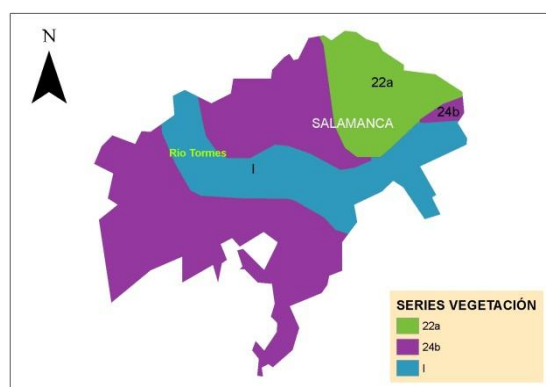 N
22a
24b
SALAMANCA
Río Tormes
I
SERIES VEGETACIÓN
22a
24b
I